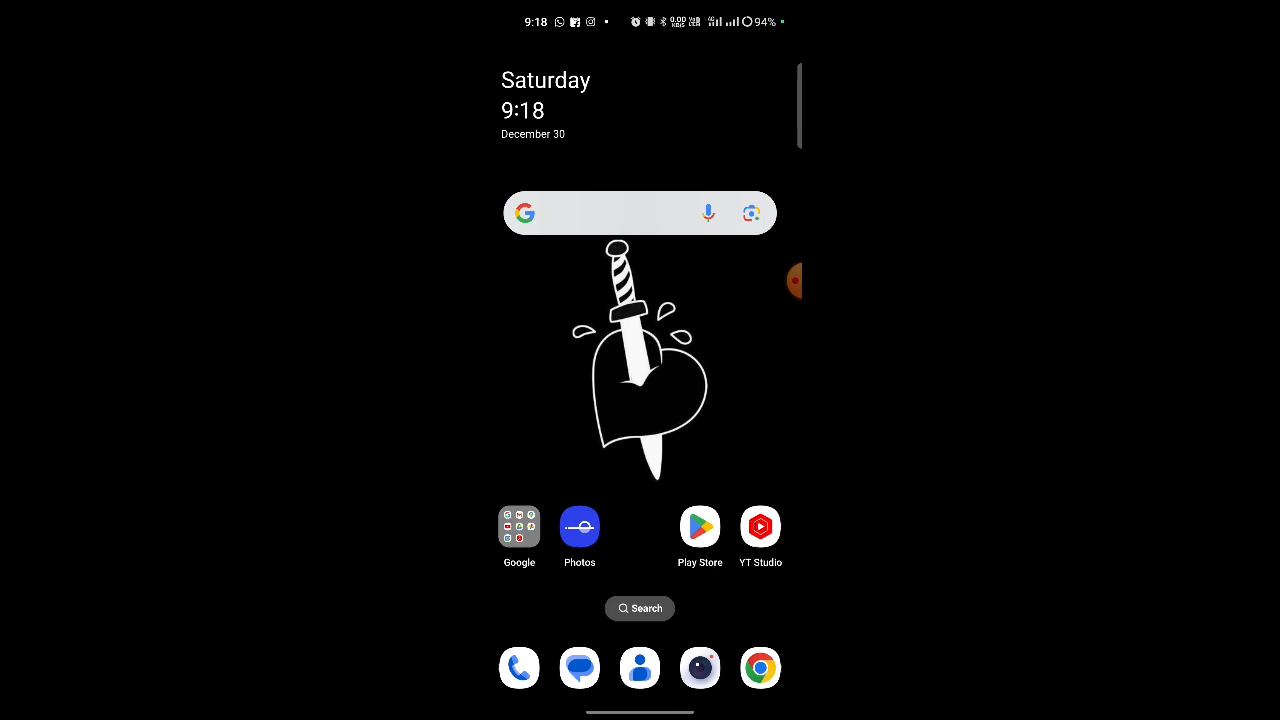 9:18 94%
Saturday
9:18
December 30
Google Photos Play Store YT Studio
Search